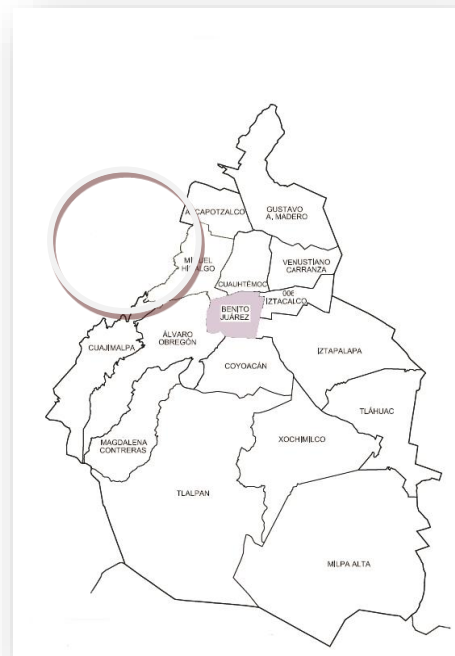 GUSTAVO
A, MADERO
VENUSTIANO
CARRANZA
CUAUHTÉMOC
006
IZTACALCO
BENITO
JUÁREZ
ÁLVARO
OBREGÓN
CUAJIMALPA
IZTAPALAPA
COYOACÁN
TLÁHUAC
MAGDALENA
CONTRERAS
XOCHIMILCO
TLALPAN
MILPA ALTA